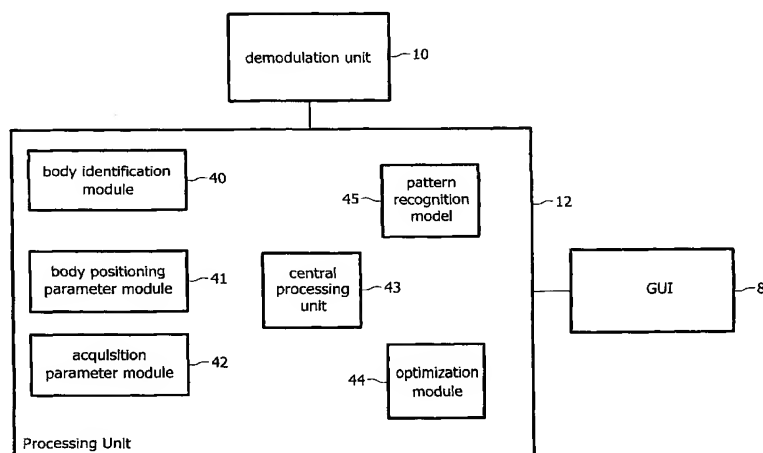 demodulation unit
10
body identification
module
40
45
pattern
recognition
model
12
body positioning
parameter module
41
central
processing
unit
43
GUI
8
acquisition
parameter module
42
44
optimization
module
Processing Unit